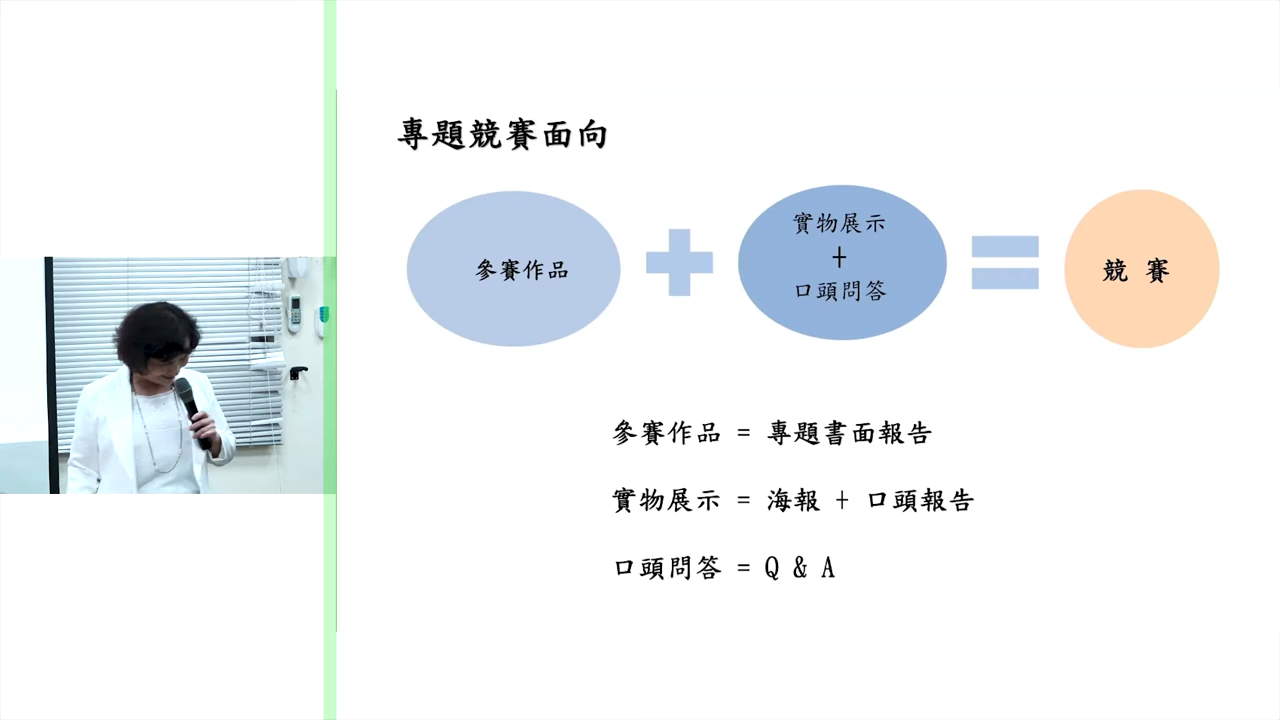 專題競賽面向
參賽作品
實物展示
+
口頭問答
競 賽
參賽作品 = 專題書面報告
實物展示 = 海報 + 口頭報告
口頭問答 = Q & A